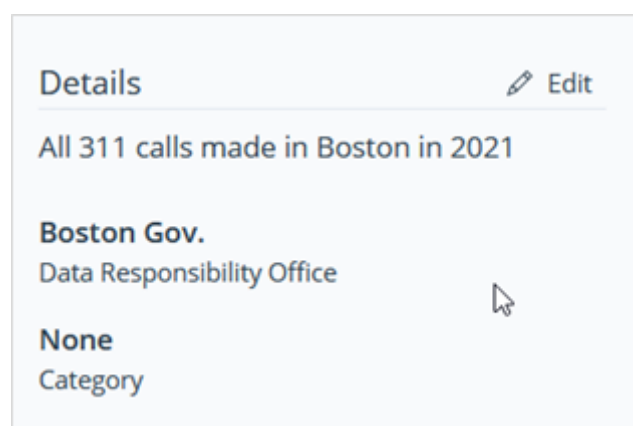 Details
Edit
All 311 calls made in Boston in 2021
Boston Gov.
Data Responsibility Office
None
Category